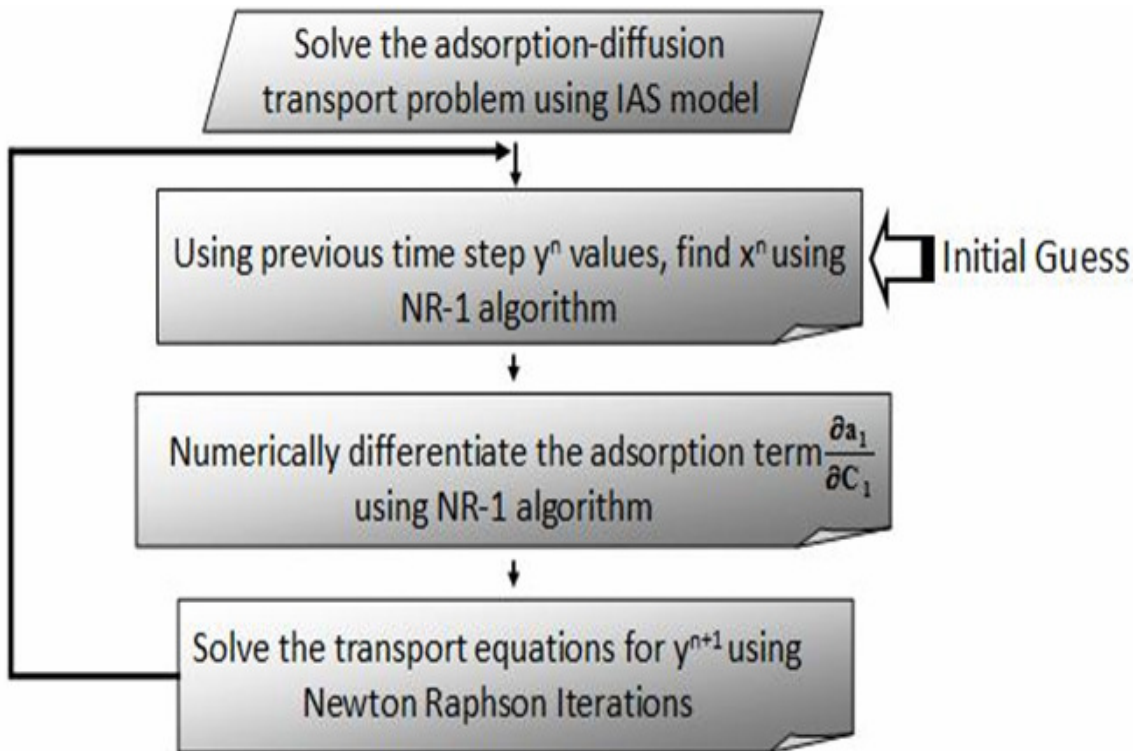 Solve the adsorption-diffusion
transport problem using IAS model
Using previous time step yⁿ values, find xⁿ using
NR-1 algorithm
Initial Guess
Numerically differentiate the adsorption term ∂a₁/∂C₁
using NR-1 algorithm
Solve the transport equations for yⁿ⁺¹ using
Newton Raphson Iterations